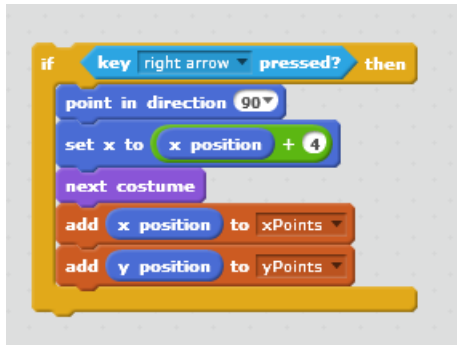 if key right arrow pressed? then
point in direction 90
set x to x position + 4
next costume
add x position to xPoints
add y position to yPoints